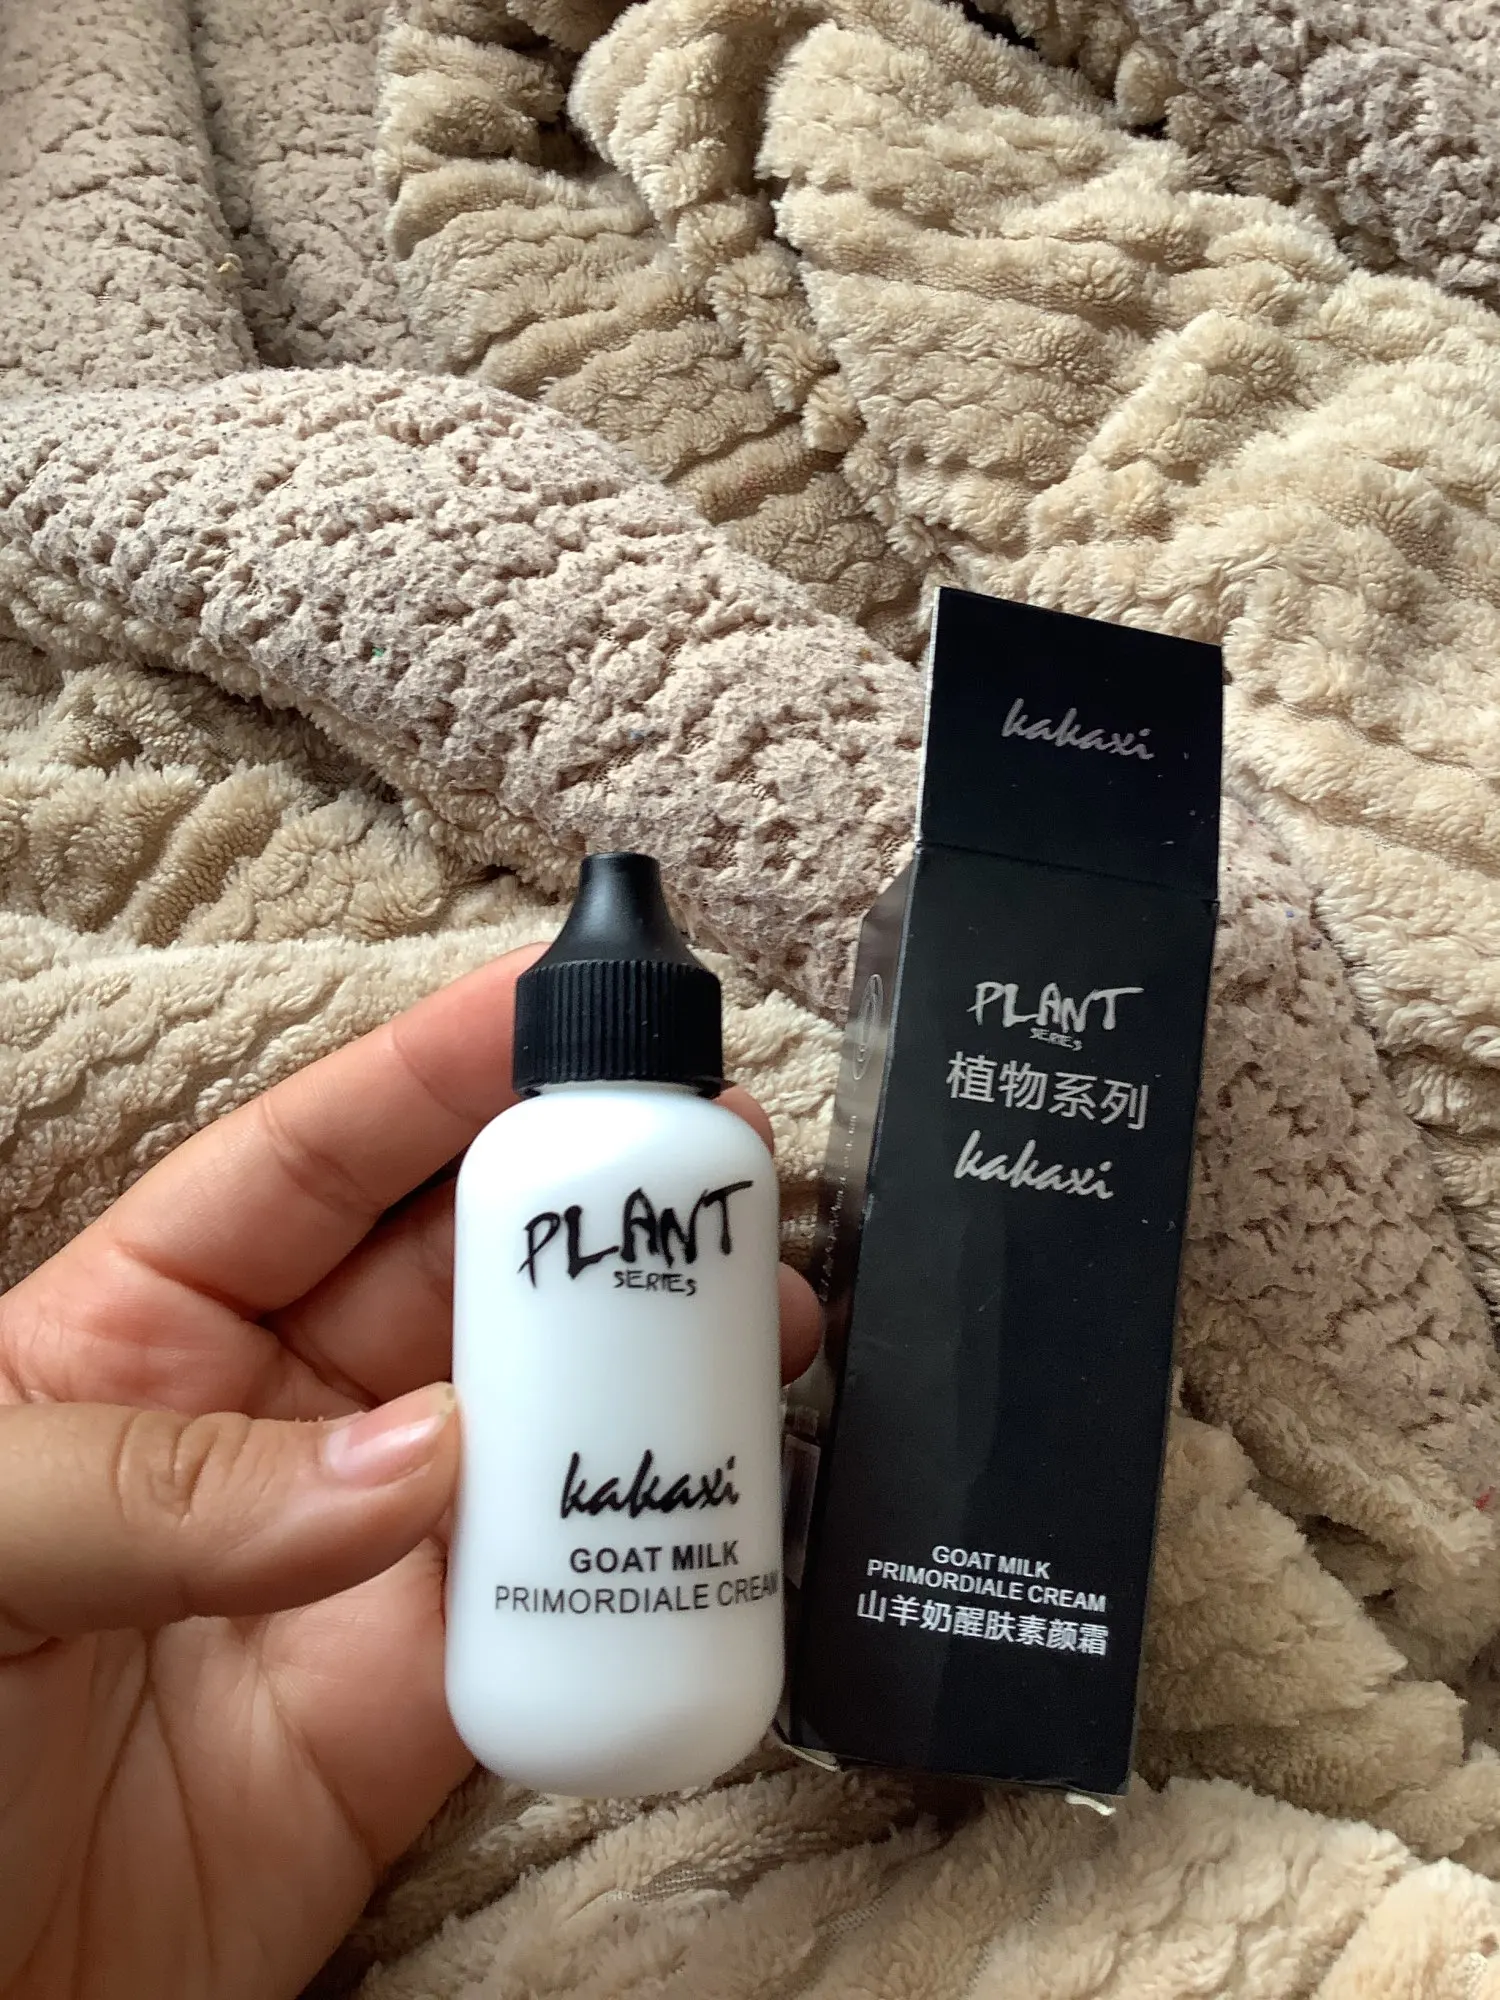 kakaxi
PLANT
SERIES
植物系列
kakaxi
GOAT MILK
PRIMORDIALE CREAM
山羊奶醒肤素颜霜
PLANT
SERIES
kakaxi
GOAT MILK
PRIMORDIALE CREAM